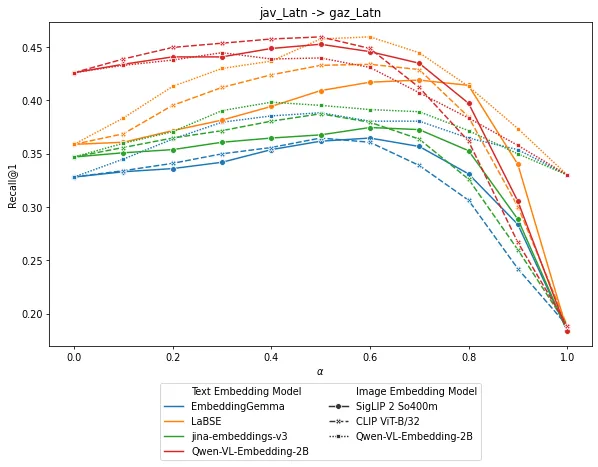 jav_Latn -> gaz_Latn
Recall@1
0.45
0.40
0.35
0.30
0.25
0.20
0.0 0.2 0.4 0.6 0.8 1.0
α
Text Embedding Model
EmbeddingGemma
LaBSE
jina-embeddings-v3
Qwen-VL-Embedding-2B
Image Embedding Model
SigLIP 2 So400m
CLIP ViT-B/32
Qwen-VL-Embedding-2B